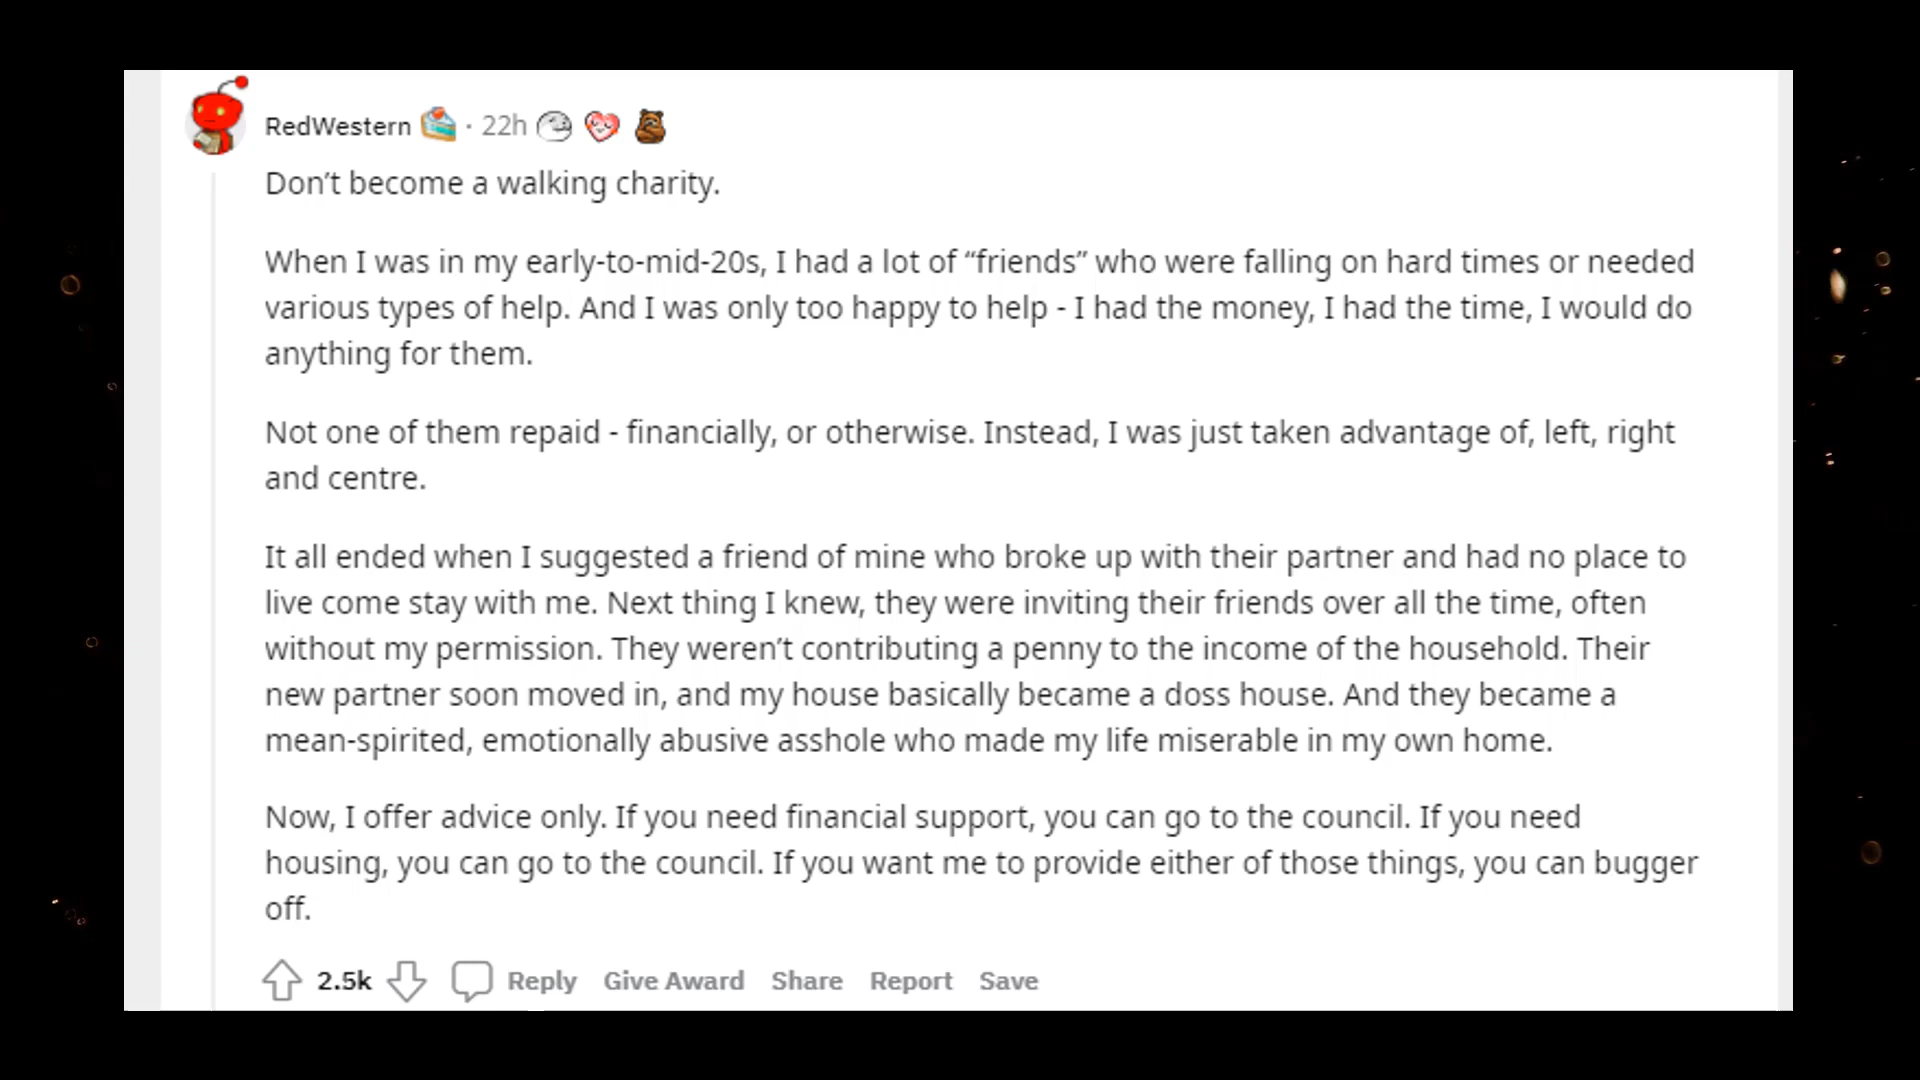 RedWestern · 22h
Don’t become a walking charity.
When I was in my early-to-mid-20s, I had a lot of “friends” who were falling on hard times or needed
various types of help. And I was only too happy to help - I had the money, I had the time, I would do
anything for them.
Not one of them repaid - financially, or otherwise. Instead, I was just taken advantage of, left, right
and centre.
It all ended when I suggested a friend of mine who broke up with their partner and had no place to
live come stay with me. Next thing I knew, they were inviting their friends over all the time, often
without my permission. They weren’t contributing a penny to the income of the household. Their
new partner soon moved in, and my house basically became a doss house. And they became a
mean-spirited, emotionally abusive asshole who made my life miserable in my own home.
Now, I offer advice only. If you need financial support, you can go to the council. If you need
housing, you can go to the council. If you want me to provide either of those things, you can bugger
off.
2.5k Reply Give Award Share Report Save